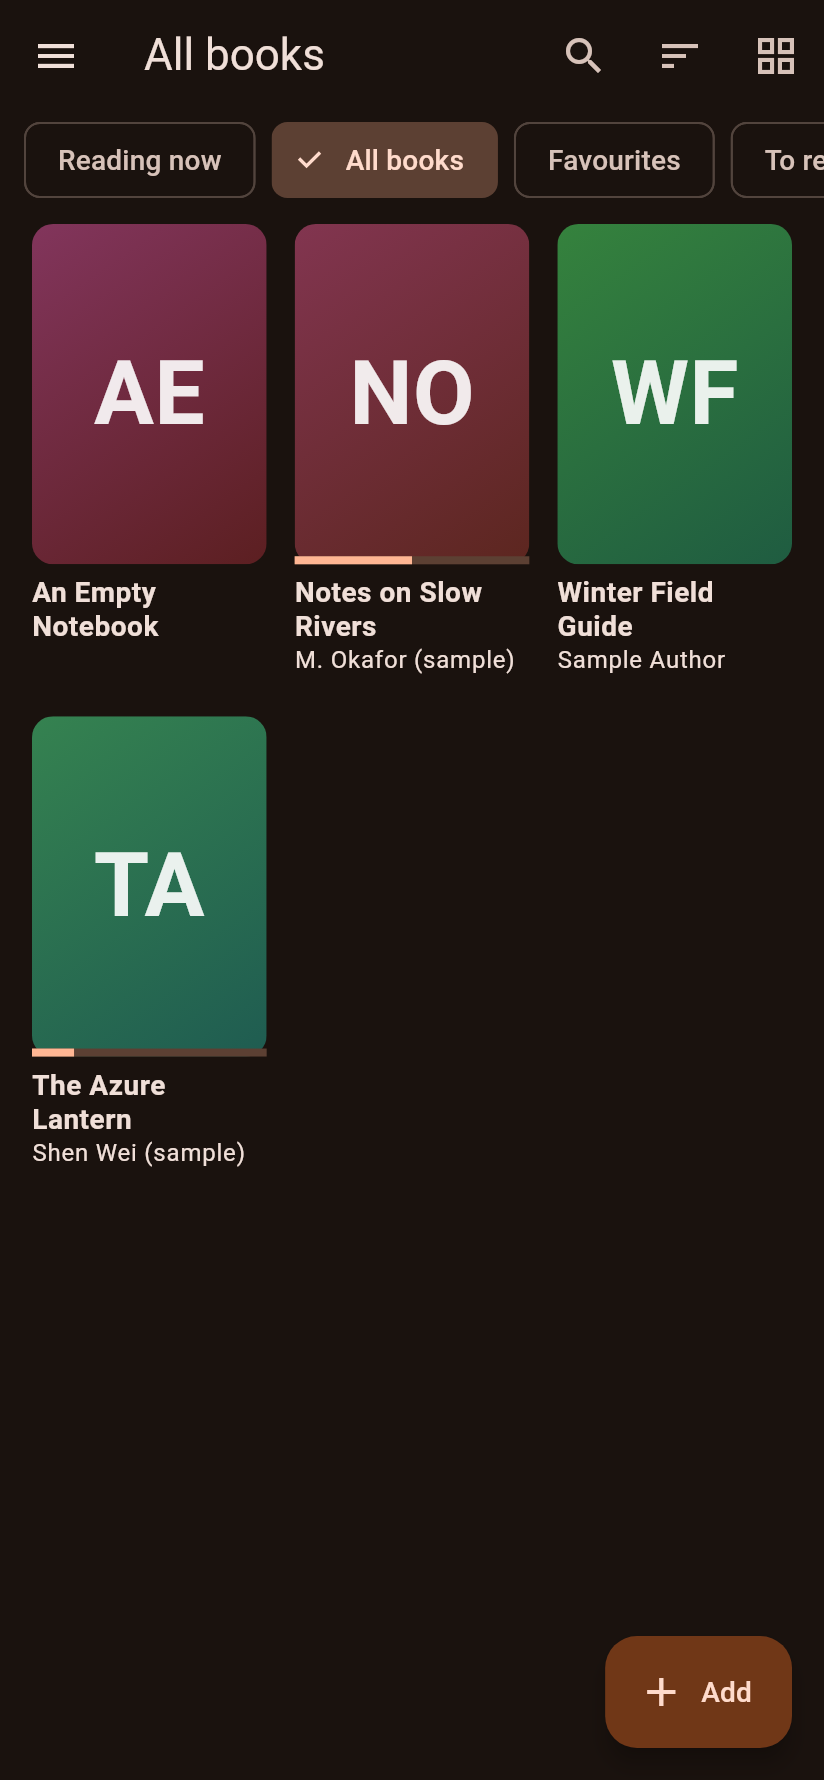 All books
Reading now
All books
Favourites
To re
AE
NO
WF
An Empty
Notebook
Notes on Slow
Rivers
M. Okafor (sample)
Winter Field
Guide
Sample Author
TA
The Azure
Lantern
Shen Wei (sample)
Add